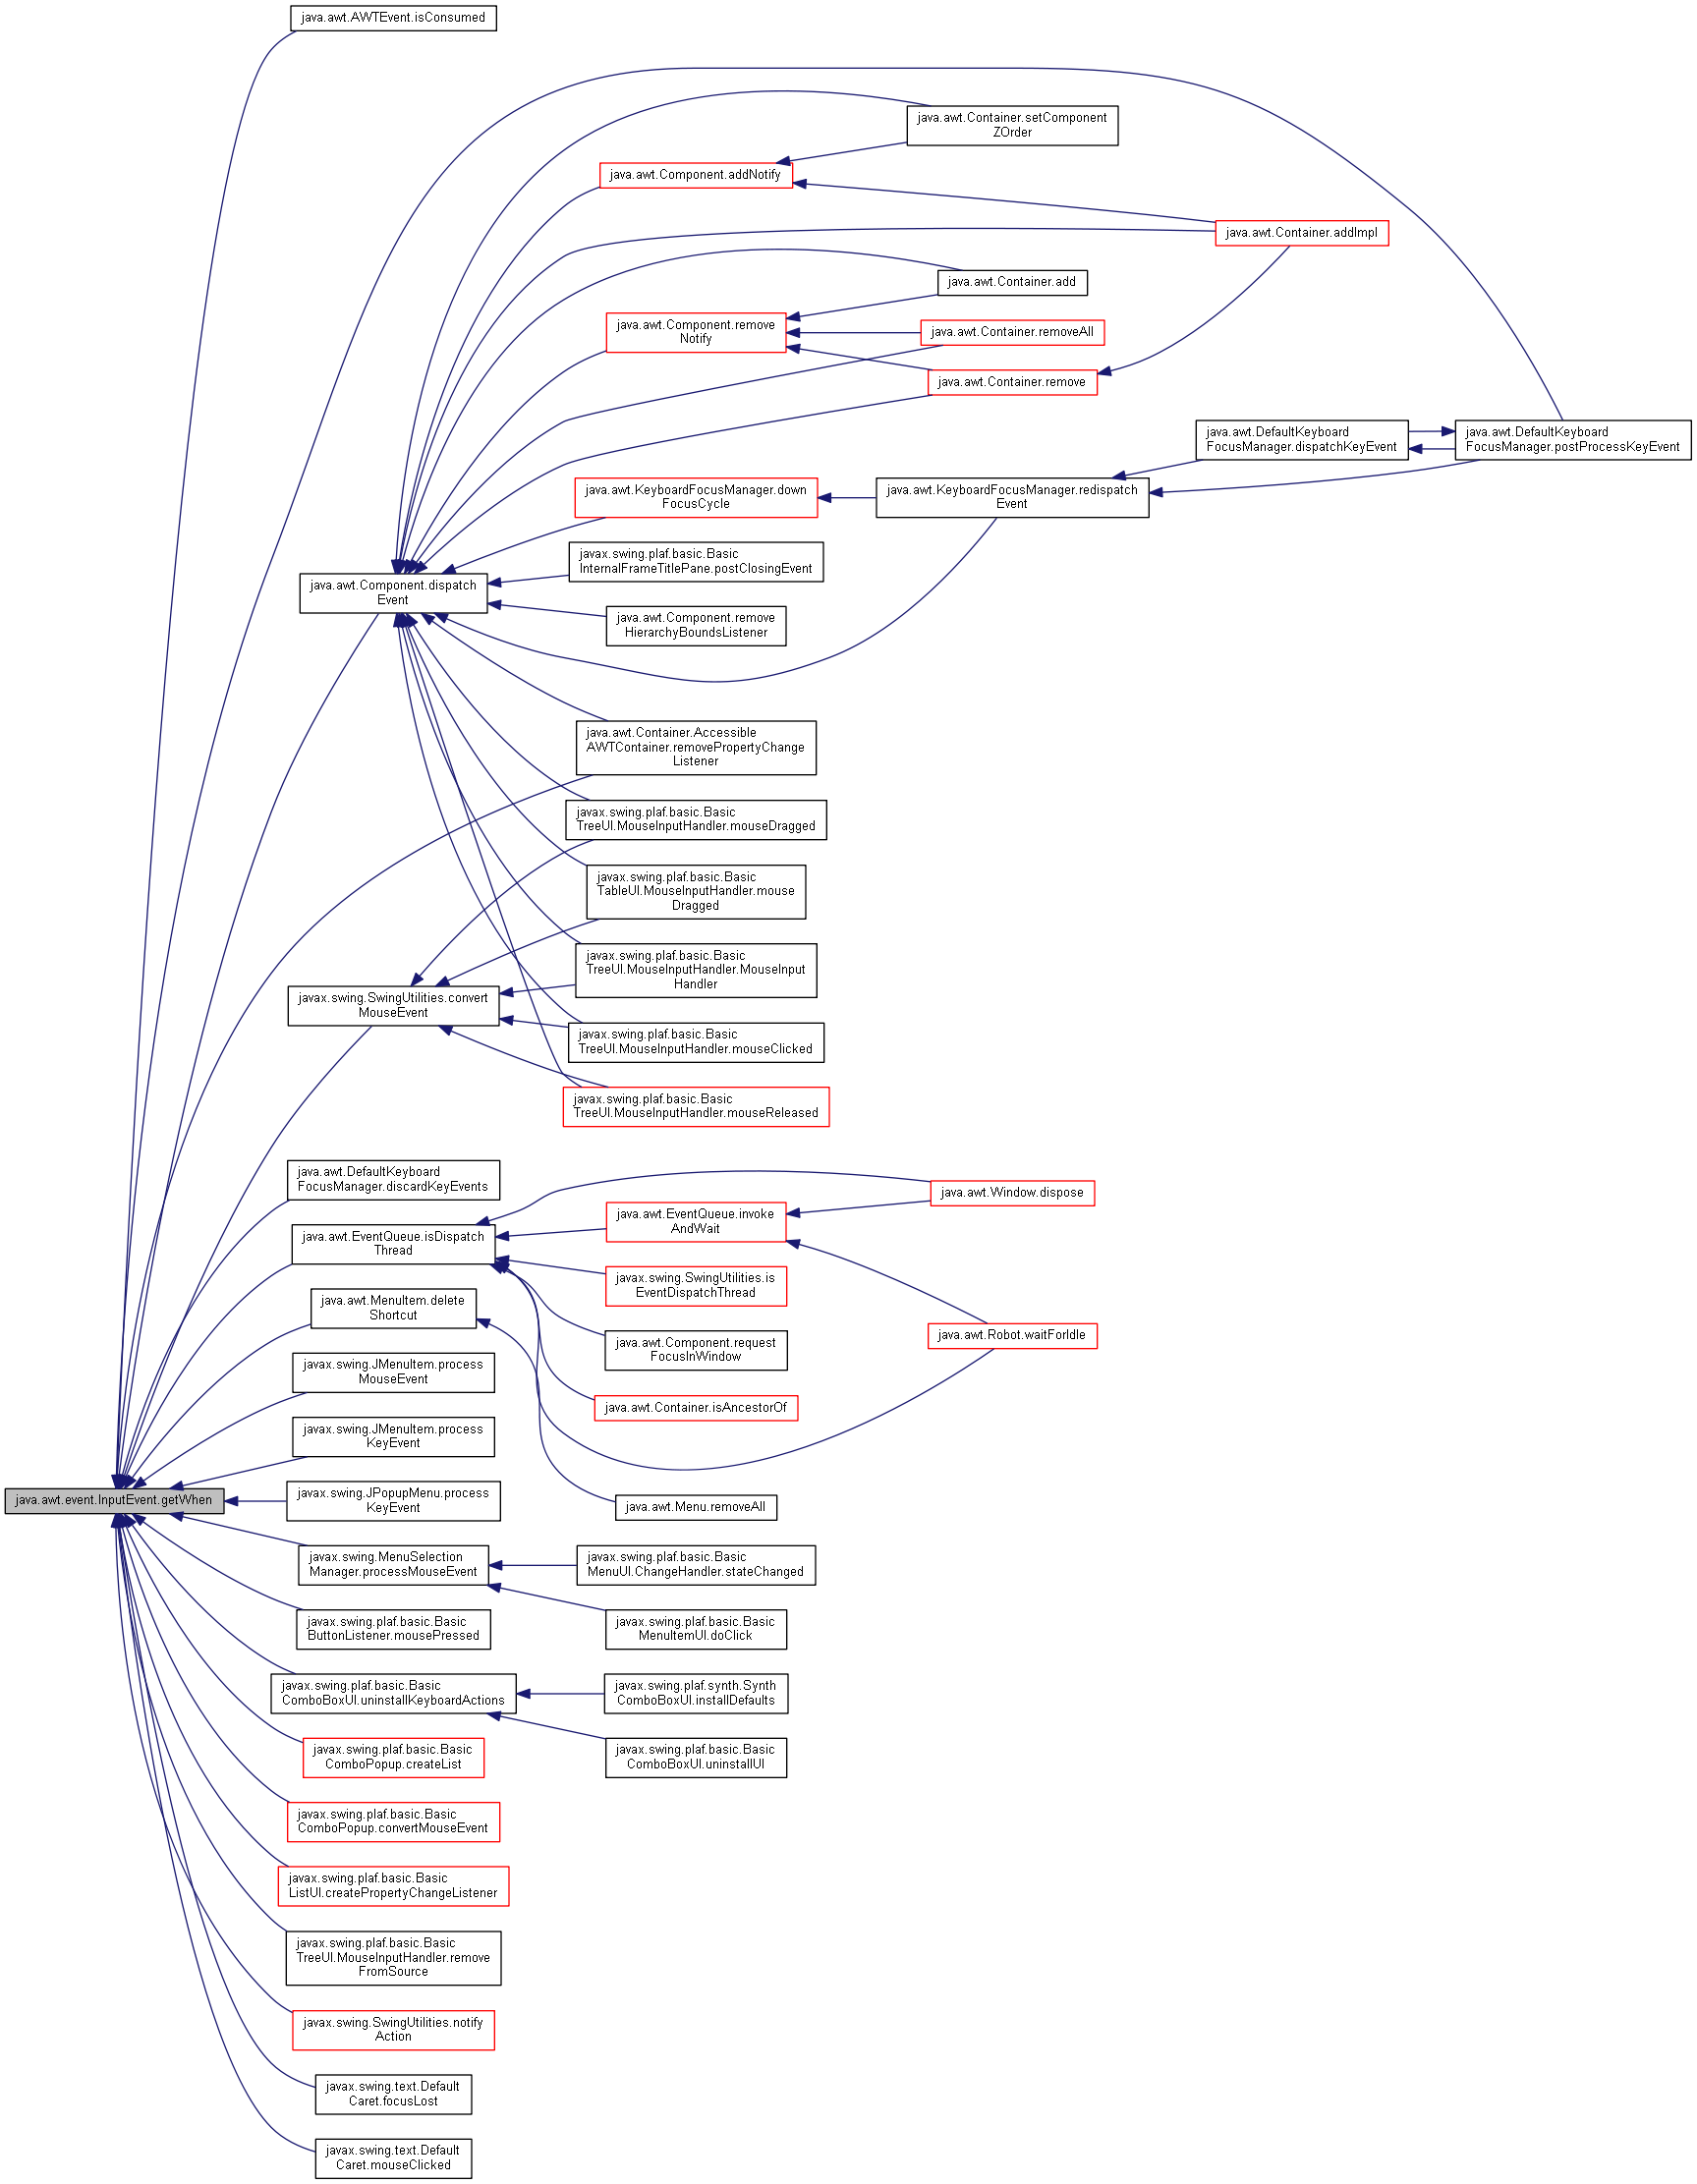 java.awt.AWTEvent.isConsumed
java.awt.Container.setComponent
ZOrder
java.awt.Component.addNotify
java.awt.Container.addImpl
java.awt.Container.add
java.awt.Component.remove
Notify
java.awt.Container.removeAll
java.awt.Container.remove
java.awt.DefaultKeyboard
FocusManager.dispatchKeyEvent
java.awt.DefaultKeyboard
FocusManager.postProcessKeyEvent
java.awt.KeyboardFocusManager.down
FocusCycle
java.awt.KeyboardFocusManager.redispatch
Event
javax.swing.plaf.basic.Basic
InternalFrameTitlePane.postClosingEvent
java.awt.Component.dispatch
Event
java.awt.Component.remove
HierarchyBoundsListener
java.awt.Container.Accessible
AWTContainer.removePropertyChange
Listener
javax.swing.plaf.basic.Basic
TreeUI.MouseInputHandler.mouseDragged
javax.swing.plaf.basic.Basic
TableUI.MouseInputHandler.mouse
Dragged
javax.swing.plaf.basic.Basic
TreeUI.MouseInputHandler.MouseInput
Handler
javax.swing.SwingUtilities.convert
MouseEvent
javax.swing.plaf.basic.Basic
TreeUI.MouseInputHandler.mouseClicked
javax.swing.plaf.basic.Basic
TreeUI.MouseInputHandler.mouseReleased
java.awt.DefaultKeyboard
FocusManager.discardKeyEvents
java.awt.Window.dispose
java.awt.EventQueue.invoke
AndWait
java.awt.EventQueue.isDispatch
Thread
javax.swing.SwingUtilities.is
EventDispatchThread
java.awt.MenuItem.delete
Shortcut
java.awt.Component.request
FocusInWindow
java.awt.Robot.waitForIdle
javax.swing.JMenuItem.process
MouseEvent
java.awt.Container.isAncestorOf
javax.swing.JMenuItem.process
KeyEvent
java.awt.event.InputEvent.getWhen
javax.swing.JPopupMenu.process
KeyEvent
java.awt.Menu.removeAll
javax.swing.MenuSelection
Manager.processMouseEvent
javax.swing.plaf.basic.Basic
MenuUI.ChangeHandler.stateChanged
javax.swing.plaf.basic.Basic
ButtonListener.mousePressed
javax.swing.plaf.basic.Basic
MenuItemUI.doClick
javax.swing.plaf.basic.Basic
ComboBoxUI.uninstallKeyboardActions
javax.swing.plaf.synth.Synth
ComboBoxUI.installDefaults
javax.swing.plaf.basic.Basic
ComboPopup.createList
javax.swing.plaf.basic.Basic
ComboBoxUI.uninstallUI
javax.swing.plaf.basic.Basic
ComboPopup.convertMouseEvent
javax.swing.plaf.basic.Basic
ListUI.createPropertyChangeListener
javax.swing.plaf.basic.Basic
TreeUI.MouseInputHandler.remove
FromSource
javax.swing.SwingUtilities.notify
Action
javax.swing.text.Default
Caret.focusLost
javax.swing.text.Default
Caret.mouseClicked